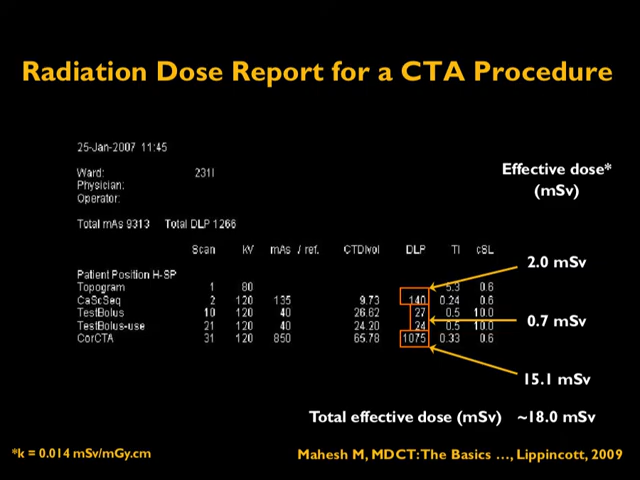 Radiation Dose Report for a CTA Procedure
25-Jan-2007 11:45
Ward: 231I
Physician:
Operator:
Total mAs 9313 Total DLP 1266
Scan kV mAs / ref. CTDIvol DLP TI cSL
Patient Position H-SP
Topogram 1 80 5.3 0.6
CaScSeq 2 120 135 9.73 140 0.24 0.6
TestBolus 10 120 40 26.62 27 0.5 10.0
TestBolus-use 21 120 40 24.20 24 0.5 10.0
CorCTA 31 120 850 65.78 1075 0.33 0.6
Effective dose*
(mSv)
2.0 mSv
0.7 mSv
15.1 mSv
Total effective dose (mSv) ~18.0 mSv
*k = 0.014 mSv/mGy.cm
Mahesh M, MDCT: The Basics ..., Lippincott, 2009